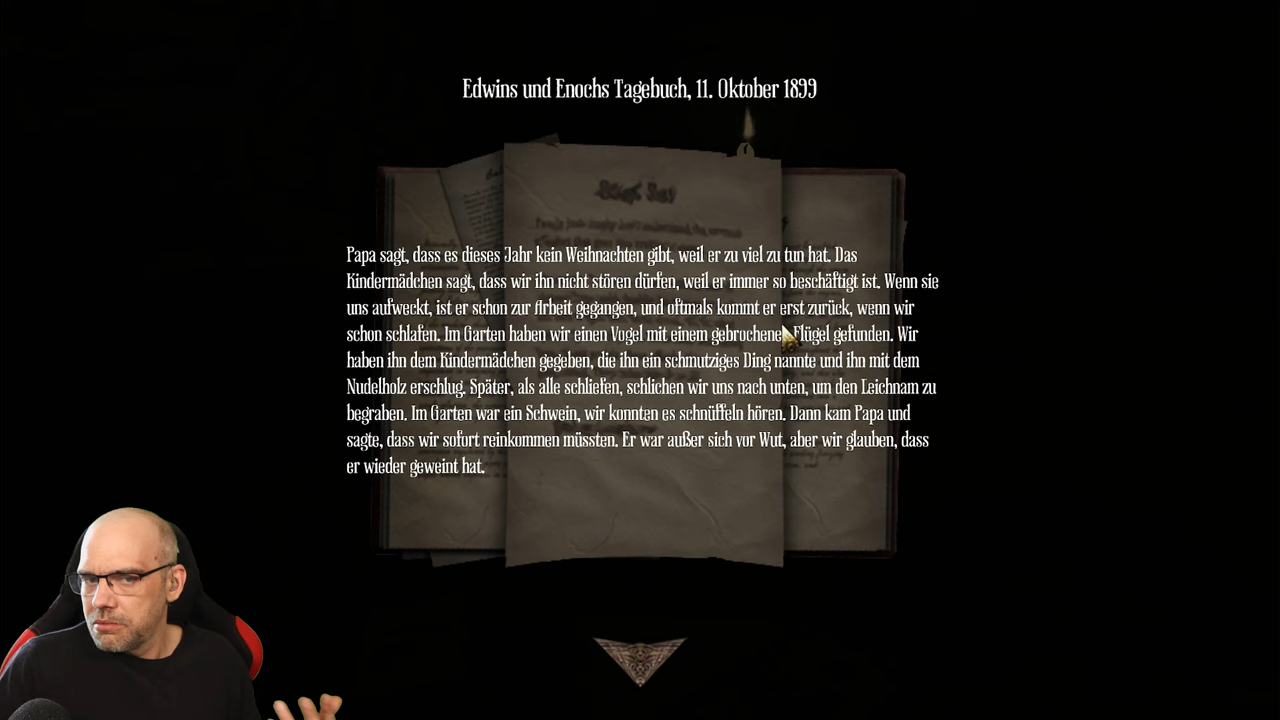 Edwins und Enochs Tagebuch, 11. Oktober 1899
Papa sagt, dass es dieses Jahr kein Weihnachten gibt, weil er zu viel zu tun hat. Das
Kindermädchen sagt, dass wir ihn nicht stören dürfen, weil er immer so beschäftigt ist. Wenn sie
uns aufweckt, ist er schon zur Arbeit gegangen, und oftmals kommt er erst zurück, wenn wir
schon schlafen. Im Garten haben wir einen Vogel mit einem gebrochenen Flügel gefunden. Wir
haben ihn dem Kindermädchen gegeben, die ihn ein schmutziges Ding nannte und ihn mit dem
Nudelholz erschlug. Später, als alle schliefen, schlichen wir uns nach unten, um den Leichnam zu
begraben. Im Garten war ein Schwein, wir konnten es schnüffeln hören. Dann kam Papa und
sagte, dass wir sofort reinkommen müssten. Er war außer sich vor Wut, aber wir glauben, dass
er wieder geweint hat.